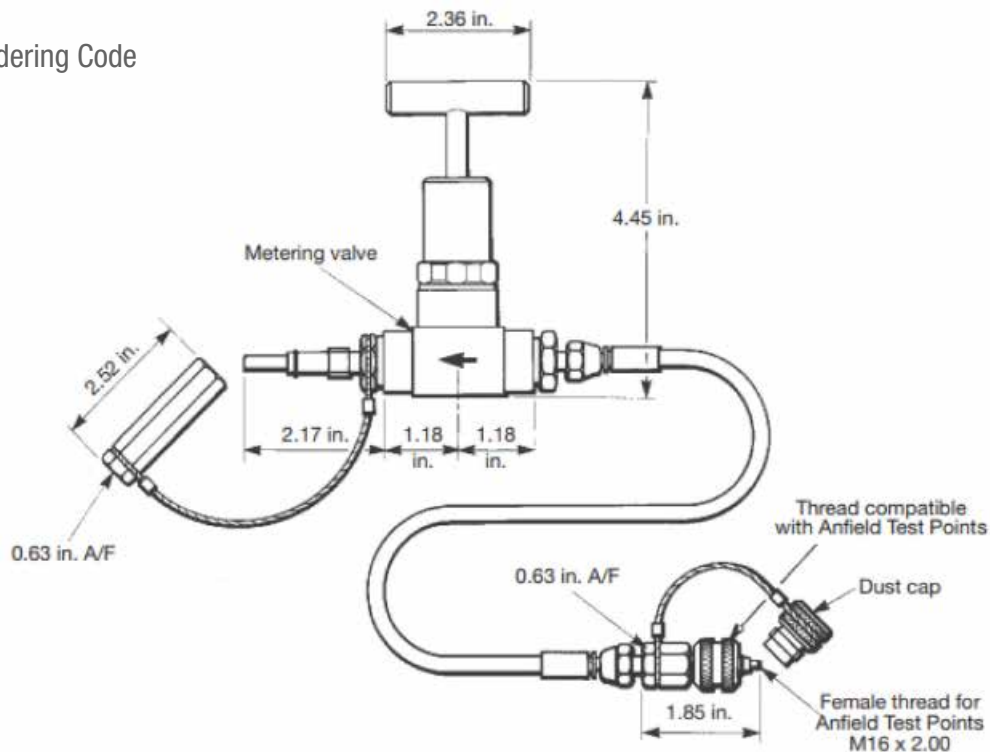 2.36 in.
dering Code
4.45 in.
Metering valve
2.52 in.
2.17 in.
1.18
in.
1.18
in.
0.63 in. A/F
Thread compatible
with Anfield Test Points
0.63 in. A/F
Dust cap
1.85 in.
Female thread for
Anfield Test Points
M16 x 2.00